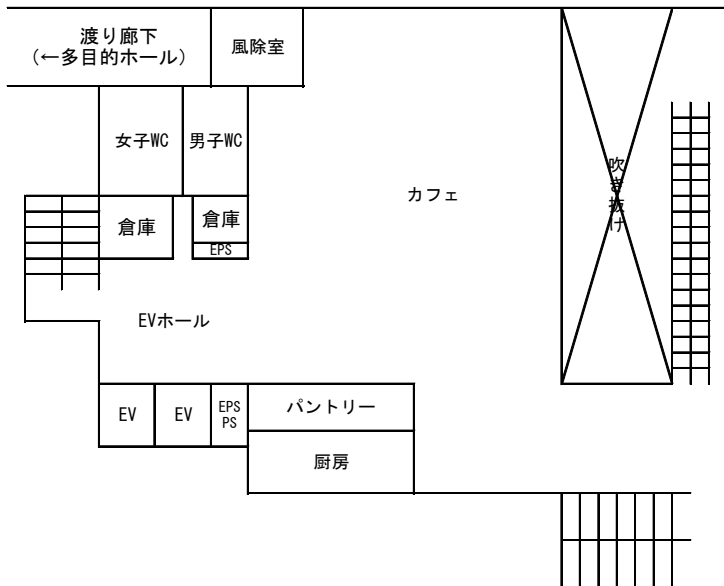 渡り廊下
(←多目的ホール)
風除室
女子WC
男子WC
吹き抜け
カフェ
倉庫
倉庫
EPS
EVホール
EV
EV
EPS
PS
パントリー
厨房